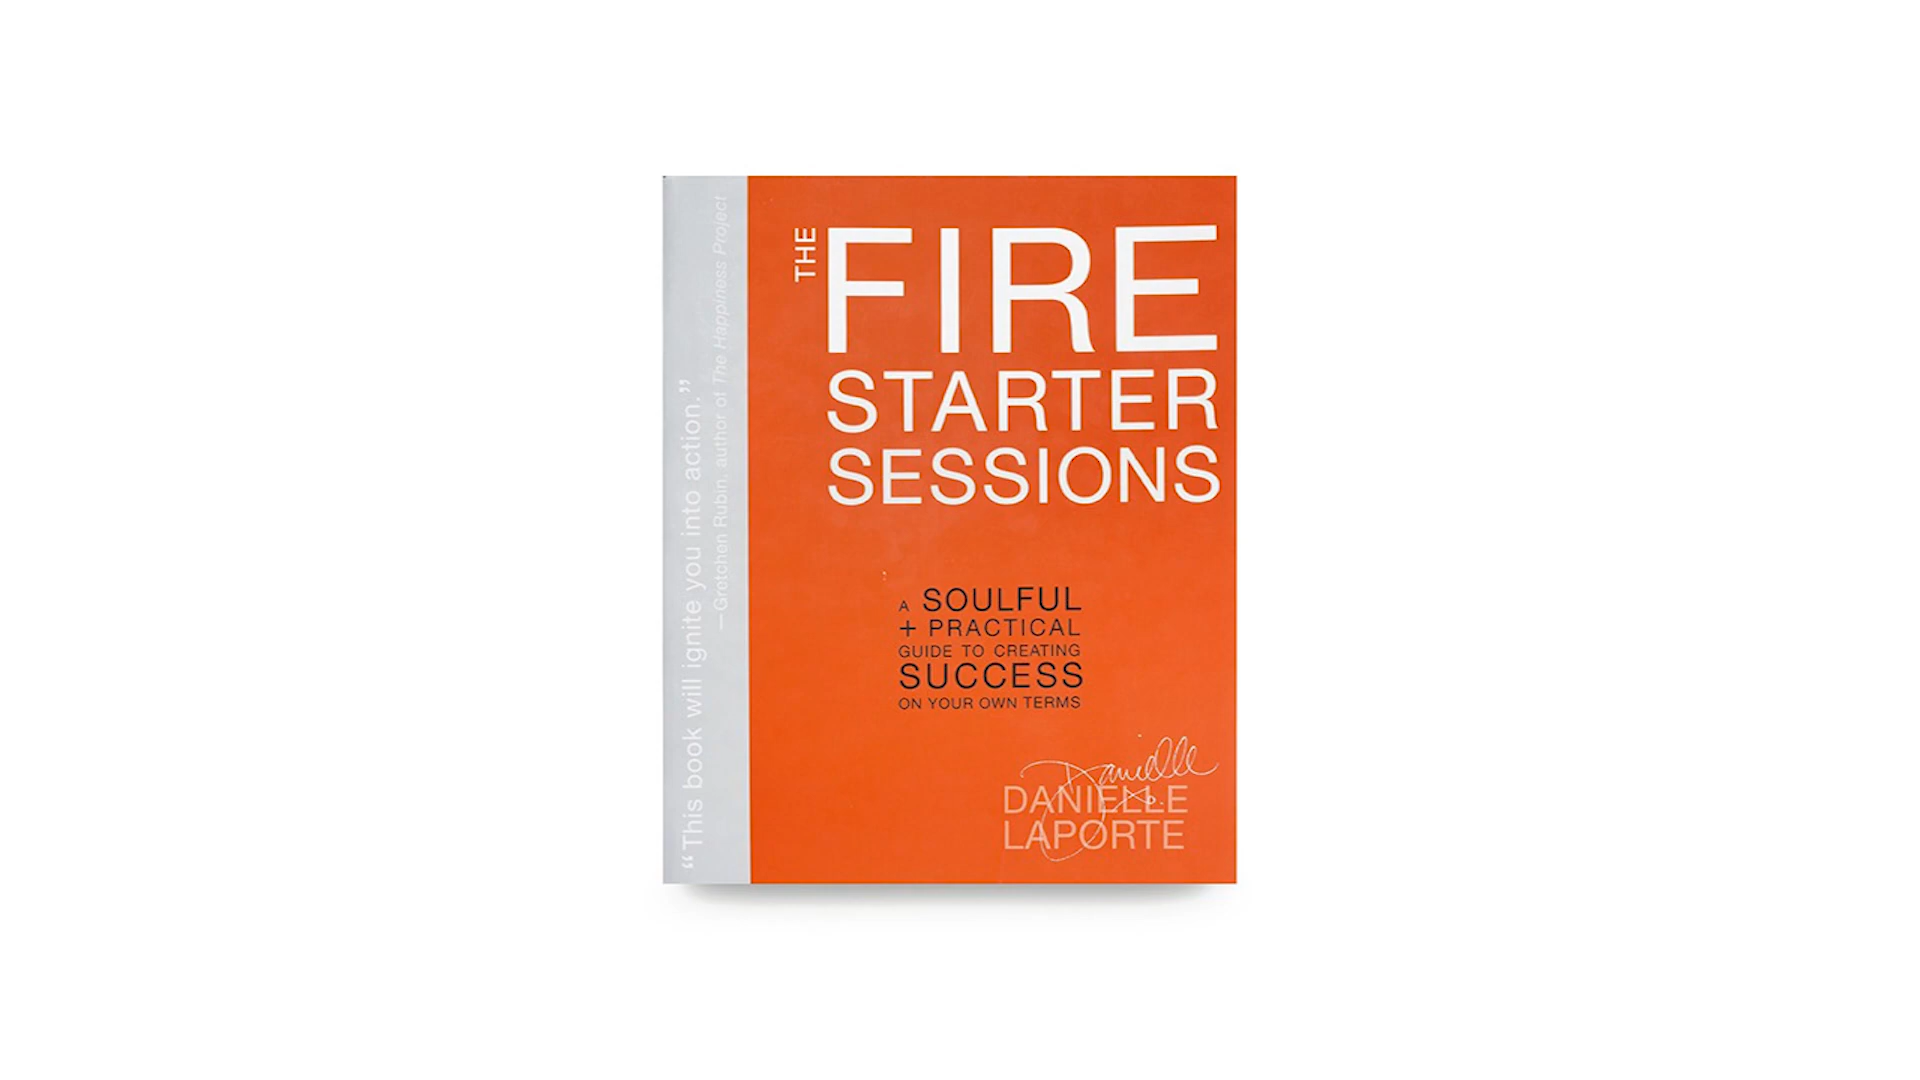 "This book will ignite you into action."
—Gretchen Rubin, author of The Happiness Project
THE
FIRE
STARTER
SESSIONS
A SOULFUL
+ PRACTICAL
GUIDE TO CREATING
SUCCESS
ON YOUR OWN TERMS
Danielle
xo.
DANIELLE
LAPORTE